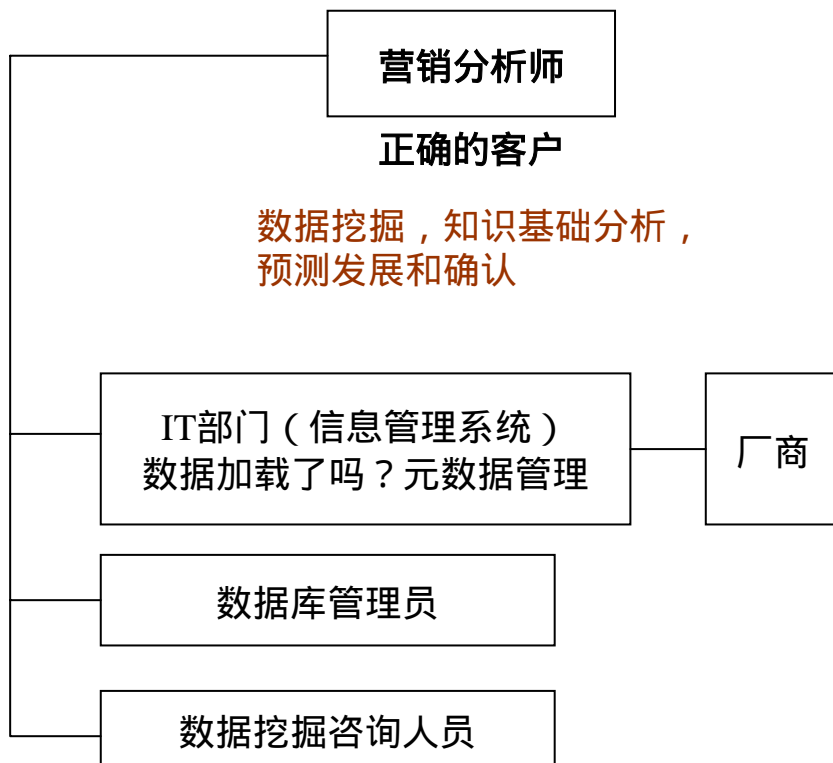 营销分析师
正确的客户
数据挖掘，知识基础分析，
预测发展和确认
IT部门（信息管理系统）
数据加载了吗？元数据管理
厂商
数据库管理员
数据挖掘咨询人员